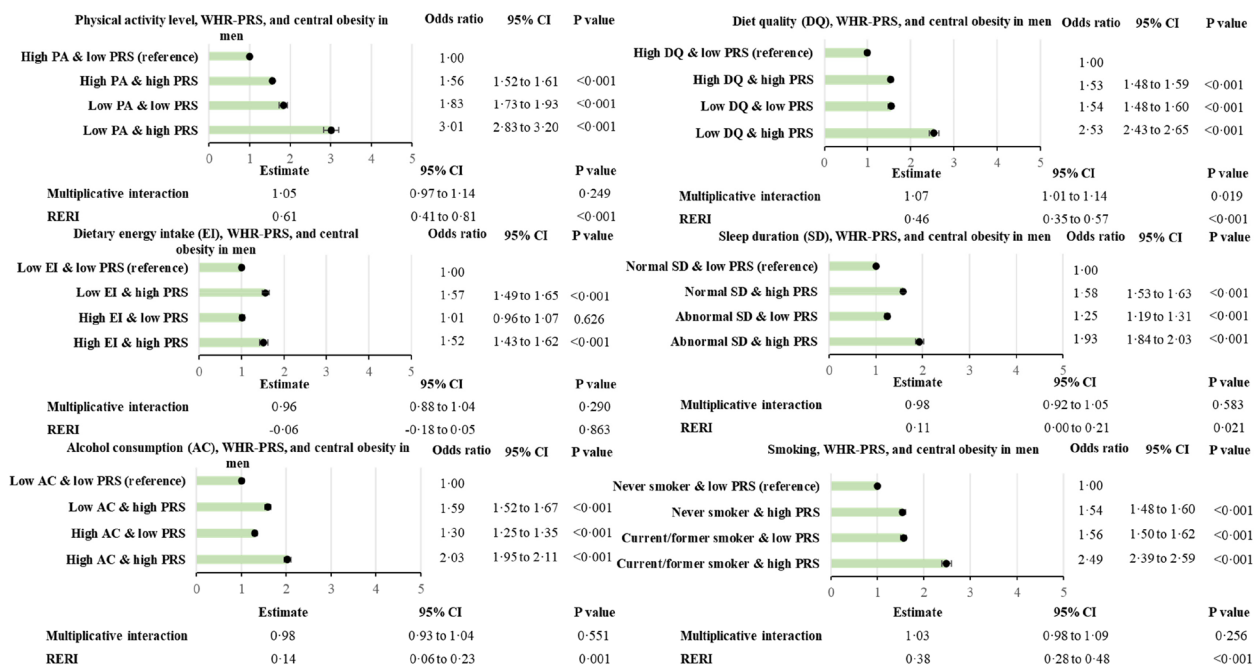 Physical activity level, WHR-PRS, and central obesity in men Odds ratio 95% CI P value
High PA & low PRS (reference) 1·00
High PA & high PRS 1·56 1·52 to 1·61 <0·001
Low PA & low PRS 1·83 1·73 to 1·93 <0·001
Low PA & high PRS 3·01 2·83 to 3·20 <0·001
0 1 2 3 4 5
Estimate 95% CI P value
Multiplicative interaction 1·05 0·97 to 1·14 0·249
RERI 0·61 0·41 to 0·81 <0·001
Diet quality (DQ), WHR-PRS, and central obesity in men Odds ratio 95% CI P value
High DQ & low PRS (reference) 1·00
High DQ & high PRS 1·53 1·48 to 1·59 <0·001
Low DQ & low PRS 1·54 1·48 to 1·60 <0·001
Low DQ & high PRS 2·53 2·43 to 2·65 <0·001
0 1 2 3 4 5
Estimate 95% CI P value
Multiplicative interaction 1·07 1·01 to 1·14 0·019
RERI 0·46 0·35 to 0·57 <0·001
Dietary energy intake (EI), WHR-PRS, and central obesity in men Odds ratio 95% CI P value
Low EI & low PRS (reference) 1·00
Low EI & high PRS 1·57 1·49 to 1·65 <0·001
High EI & low PRS 1·01 0·96 to 1·07 0.626
High EI & high PRS 1·52 1·43 to 1·62 <0·001
0 1 2 3 4 5
Estimate 95% CI P value
Multiplicative interaction 0·96 0·88 to 1·04 0·290
RERI -0·06 -0·18 to 0·05 0·863
Sleep duration (SD), WHR-PRS, and central obesity in men Odds ratio 95% CI P value
Normal SD & low PRS (reference) 1·00
Normal SD & high PRS 1·58 1·53 to 1·63 <0·001
Abnormal SD & low PRS 1·25 1·19 to 1·31 <0·001
Abnormal SD & high PRS 1·93 1·84 to 2·03 <0·001
0 1 2 3 4 5
Estimate 95% CI P value
Multiplicative interaction 0·98 0·92 to 1·05 0·583
RERI 0·11 0·00 to 0·21 0·021
Alcohol consumption (AC), WHR-PRS, and central obesity in men Odds ratio 95% CI P value
Low AC & low PRS (reference) 1·00
Low AC & high PRS 1·59 1·52 to 1·67 <0·001
High AC & low PRS 1·30 1·25 to 1·35 <0·001
High AC & high PRS 2·03 1·95 to 2·11 <0·001
0 1 2 3 4 5
Estimate 95% CI P value
Multiplicative interaction 0·98 0·93 to 1·04 0·551
RERI 0·14 0·06 to 0·23 0·001
Smoking, WHR-PRS, and central obesity in men Odds ratio 95% CI P value
Never smoker & low PRS (reference) 1·00
Never smoker & high PRS 1·54 1·48 to 1·60 <0·001
Current/former smoker & low PRS 1·56 1·50 to 1·62 <0·001
Current/former smoker & high PRS 2·49 2·39 to 2·59 <0·001
0 1 2 3 4 5
Estimate 95% CI P value
Multiplicative interaction 1·03 0·98 to 1·09 0·256
RERI 0·38 0·28 to 0·48 <0·001